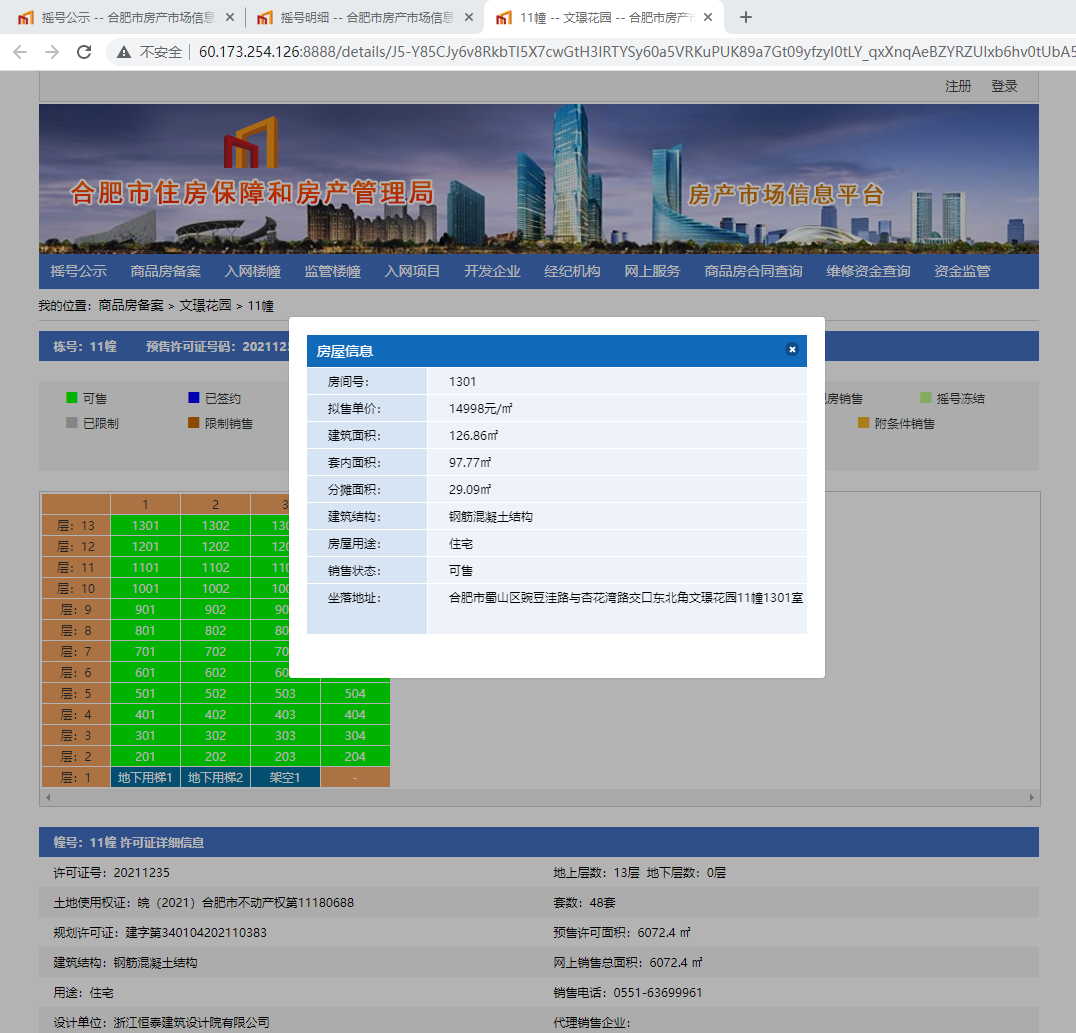 摇号公示 -- 合肥市房产市场信息
摇号明细 -- 合肥市房产市场信息
11幢 -- 文璟花园 -- 合肥市房产市
不安全
60.173.254.126:8888/details/J5-Y85CJy6v8RkbTI5X7cwGtH3IRTYSy60a5VRKuPUK89a7Gt09yfzyI0tLY_qxXnqAeBZYRZUIxb6hv0tUbA5
注册 登录
合肥市住房保障和房产管理局
房产市场信息平台
摇号公示 商品房备案 入网楼幢 监管楼幢 入网项目 开发企业 经纪机构 网上服务 商品房合同查询 维修资金查询 资金监管
我的位置：商品房备案 > 文璟花园 > 11幢
栋号：11幢 预售许可证号码：2021123
可售 已签约 房销售 摇号冻结
已限制 限制销售 附条件销售
房屋信息
房间号： 1301
拟售单价： 14998元/㎡
建筑面积： 126.86㎡
套内面积： 97.77㎡
分摊面积： 29.09㎡
建筑结构： 钢筋混凝土结构
房屋用途： 住宅
销售状态： 可售
坐落地址： 合肥市蜀山区豌豆洼路与杏花湾路交口东北角文璟花园11幢1301室
1 2 3
层：13 1301 1302 130
层：12 1201 1202 120
层：11 1101 1102 110
层：10 1001 1002 100
层：9 901 902 90
层：8 801 802 80
层：7 701 702 70
层：6 601 602 60
层：5 501 502 503 504
层：4 401 402 403 404
层：3 301 302 303 304
层：2 201 202 203 204
层：1 地下用梯1 地下用梯2 架空1 -
幢号：11幢 许可证详细信息
许可证号：20211235 地上层数：13层 地下层数：0层
土地使用权证：皖（2021）合肥市不动产权第11180688 套数：48套
规划许可证：建字第340104202110383 预售许可面积：6072.4 ㎡
建筑结构：钢筋混凝土结构 网上销售总面积：6072.4 ㎡
用途：住宅 销售电话：0551-63699961
设计单位：浙江恒泰建筑设计院有限公司 代理销售企业：